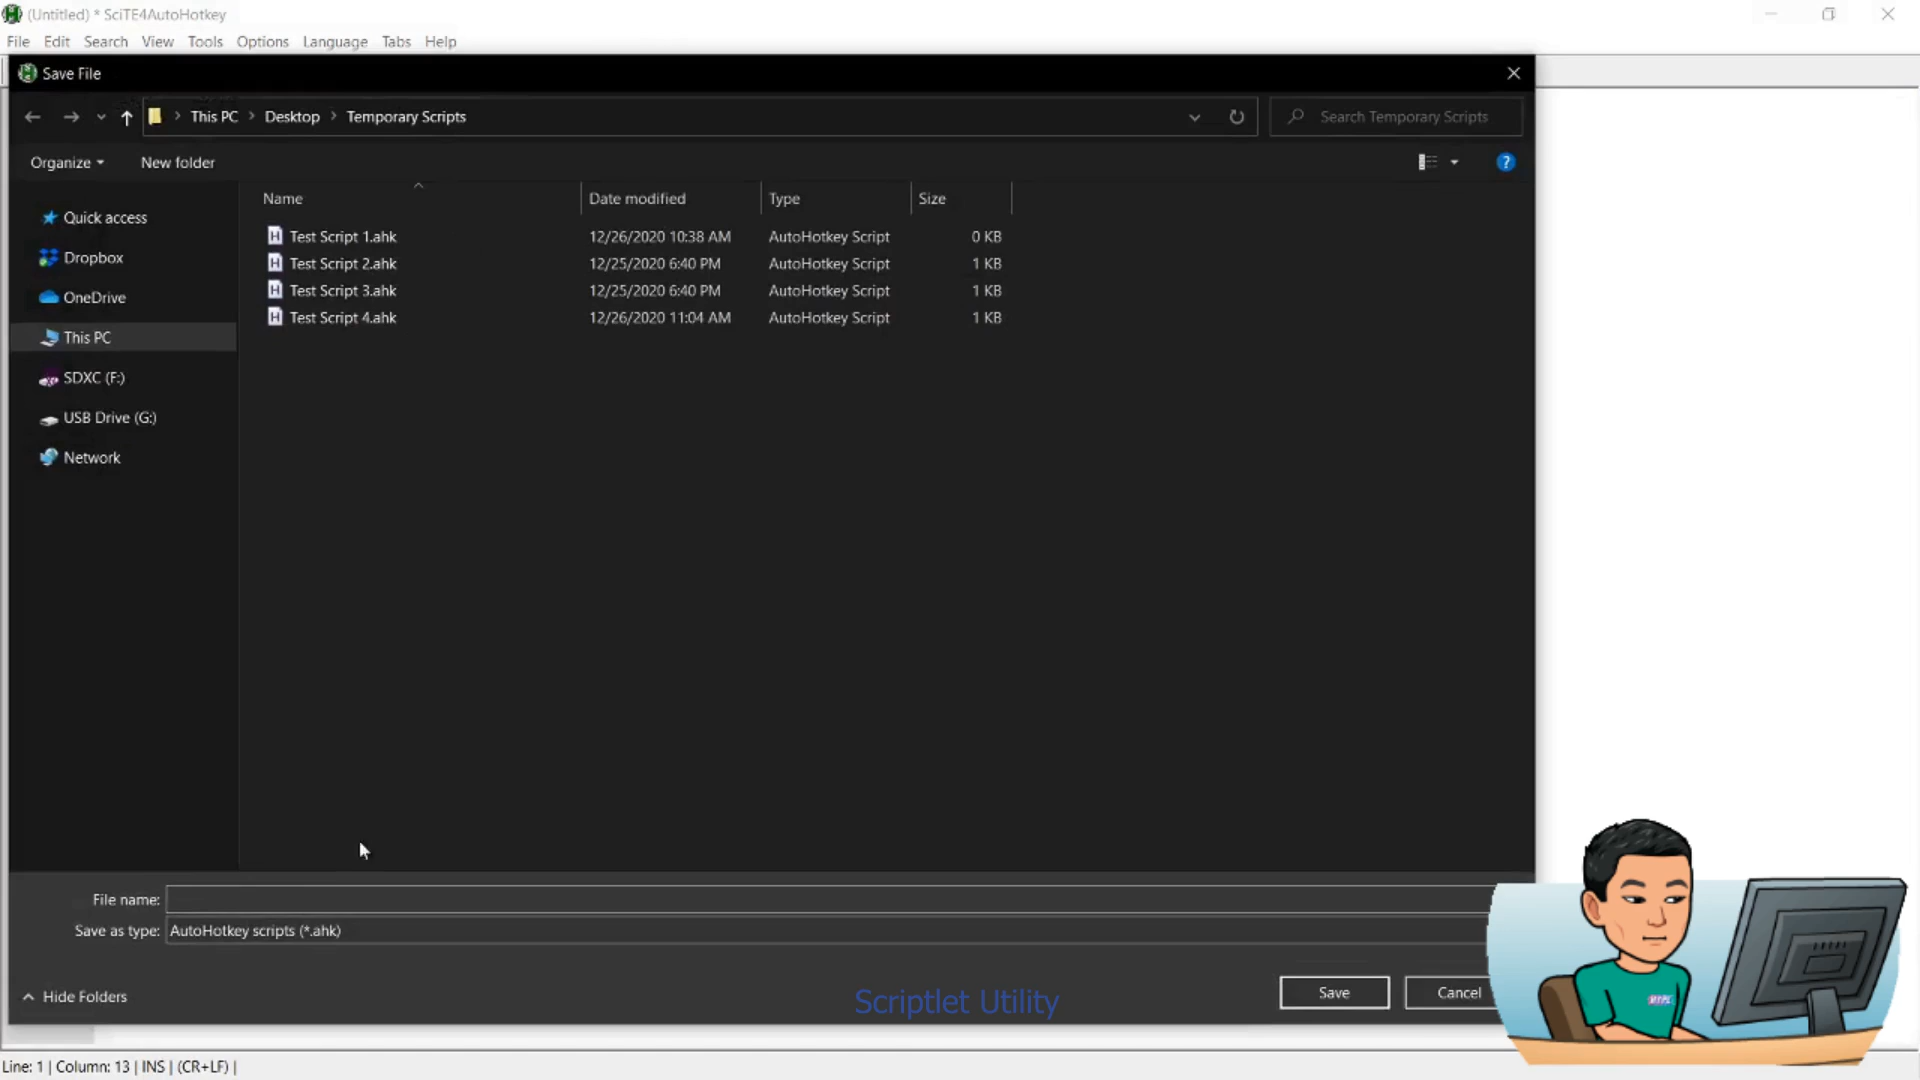 (Untitled) * SciTE4AutoHotkey
File Edit Search View Tools Options Language Tabs Help
Save File
This PC > Desktop > Temporary Scripts
Search Temporary Scripts
Organize New folder
?
Name Date modified Type Size
Quick access
Dropbox
OneDrive
This PC
SDXC (F:)
USB Drive (G:)
Network
Test Script 1.ahk 12/26/2020 10:38 AM AutoHotkey Script 0 KB
Test Script 2.ahk 12/25/2020 6:40 PM AutoHotkey Script 1 KB
Test Script 3.ahk 12/25/2020 6:40 PM AutoHotkey Script 1 KB
Test Script 4.ahk 12/26/2020 11:04 AM AutoHotkey Script 1 KB
File name:
Save as type: AutoHotkey scripts (*.ahk)
Hide Folders
Scriptlet Utility
Save Cancel
Line: 1 | Column: 13 | INS | (CR+LF) |